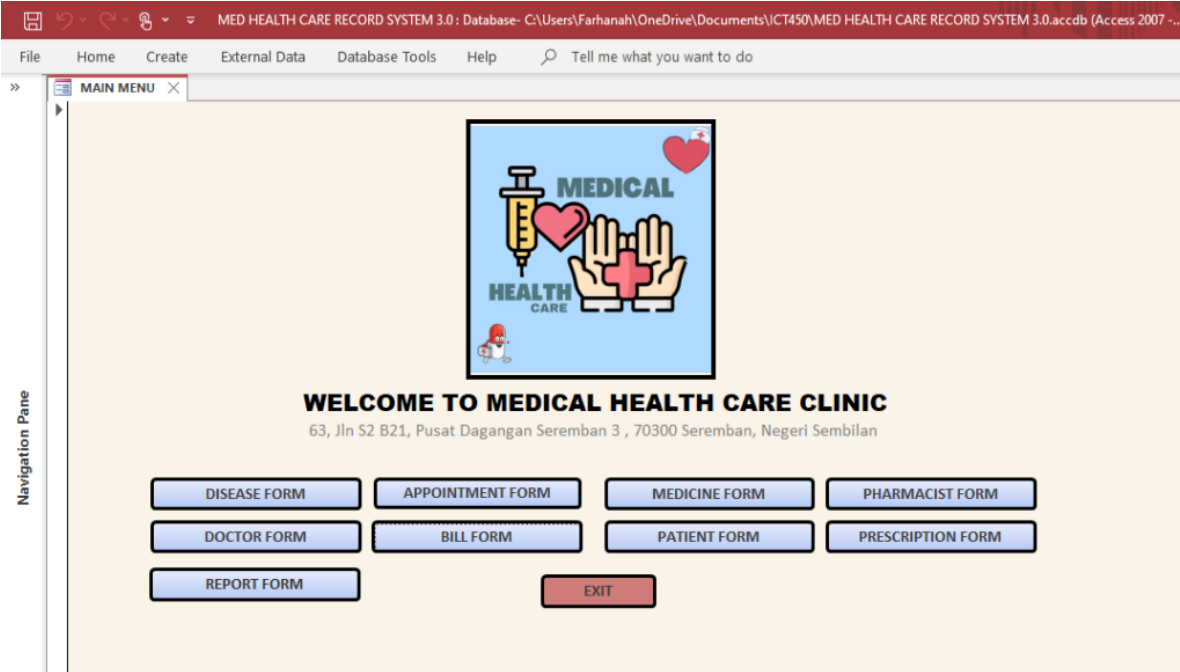 MED HEALTH CARE RECORD SYSTEM 3.0 : Database- C:\Users\Farhanah\OneDrive\Documents\ICT450\MED HEALTH CARE RECORD SYSTEM 3.0.accdb (Access 2007 -...
File Home Create External Data Database Tools Help Tell me what you want to do
» MAIN MENU
MEDICAL
HEALTH
CARE
WELCOME TO MEDICAL HEALTH CARE CLINIC
63, Jln S2 B21, Pusat Dagangan Seremban 3 , 70300 Seremban, Negeri Sembilan
Navigation Pane
DISEASE FORM APPOINTMENT FORM MEDICINE FORM PHARMACIST FORM
DOCTOR FORM BILL FORM PATIENT FORM PRESCRIPTION FORM
REPORT FORM EXIT